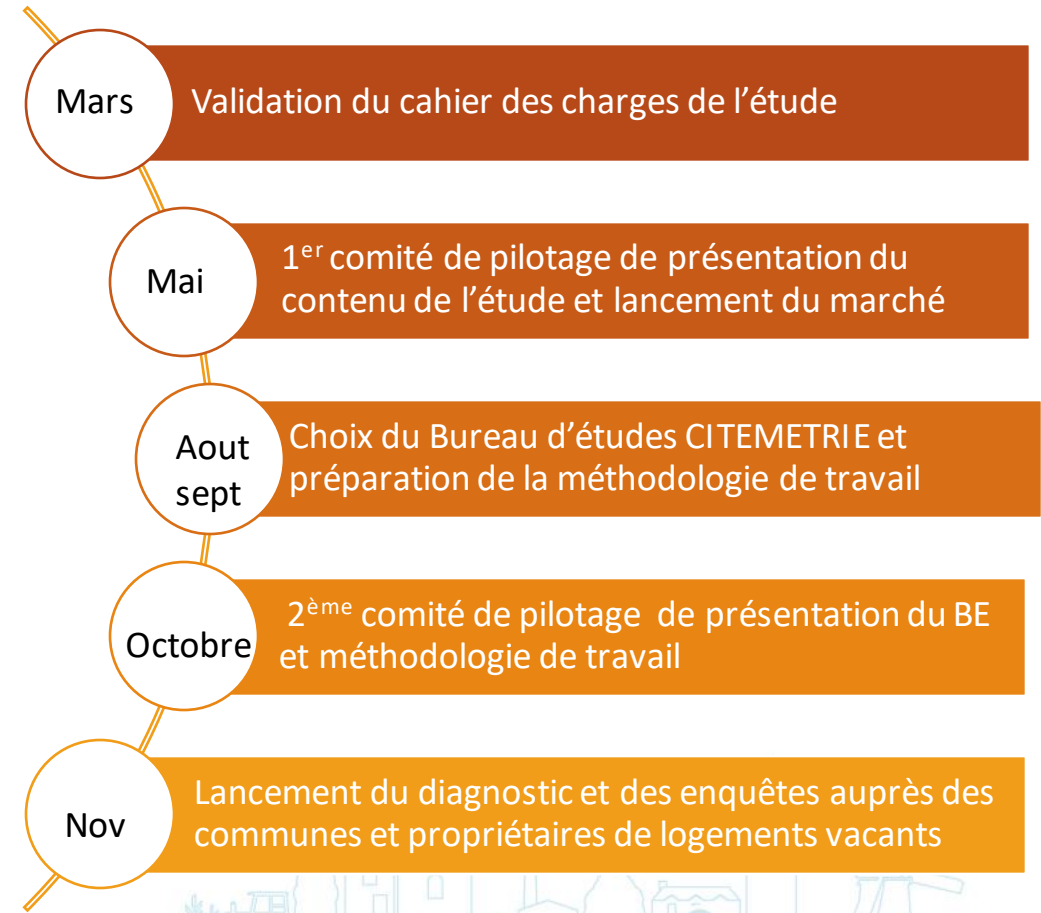 Mars
Validation du cahier des charges de l’étude
Mai
1er comité de pilotage de présentation du
contenu de l’étude et lancement du marché
Aout
sept
Choix du Bureau d’études CITEMETRIE et
préparation de la méthodologie de travail
Octobre
2ème comité de pilotage de présentation du BE
et méthodologie de travail
Nov
Lancement du diagnostic et des enquêtes auprès des
communes et propriétaires de logements vacants